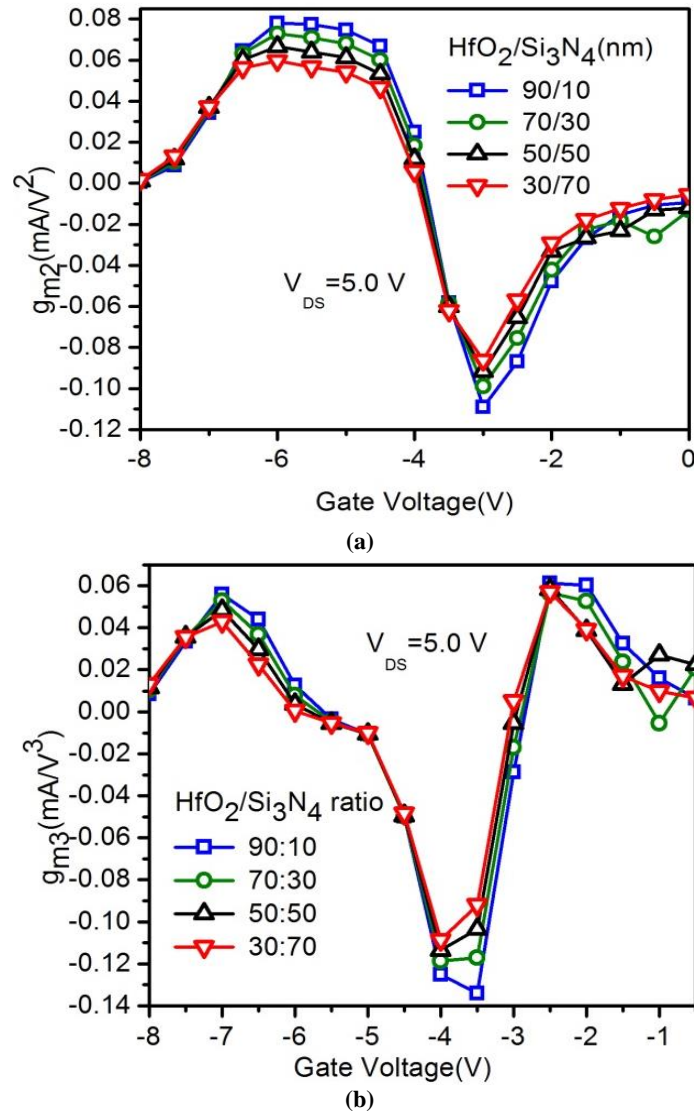 0.08
0.06
0.04
0.02
0.00
-0.02
-0.04
-0.06
-0.08
-0.10
-0.12
g_m2(mA/V²)
HfO₂/Si₃N₄(nm)
90/10
70/30
50/50
30/70
V_DS=5.0 V
-8 -6 -4 -2 0
Gate Voltage(V)
(a)
0.06
0.04
0.02
0.00
-0.02
-0.04
-0.06
-0.08
-0.10
-0.12
-0.14
g_m3(mA/V³)
V_DS=5.0 V
HfO₂/Si₃N₄ ratio
90:10
70:30
50:50
30:70
-8 -7 -6 -5 -4 -3 -2 -1
Gate Voltage(V)
(b)